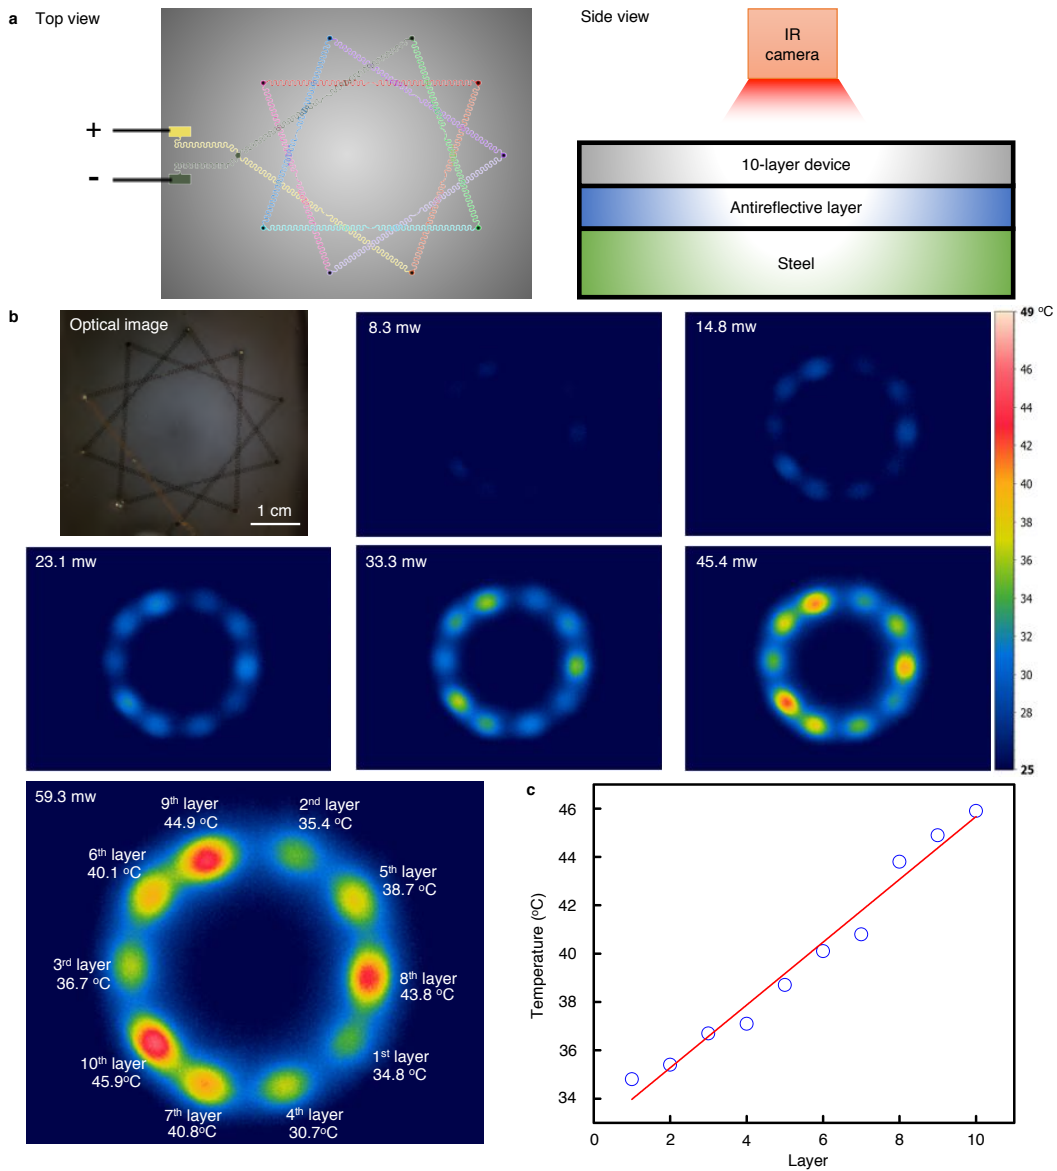 a Top view
+
-
Side view
IR
camera
10-layer device
Antireflective layer
Steel
b
Optical image
1 cm
8.3 mw
14.8 mw
49 °C
46
44
43
41
40
38
36
34
32
30
28
25
23.1 mw
33.3 mw
45.4 mw
59.3 mw
9th layer
44.9 °C
2nd layer
35.4 °C
6th layer
40.1 °C
5th layer
38.7 °C
3rd layer
36.7 °C
8th layer
43.8 °C
10th layer
45.9°C
1st layer
34.8 °C
7th layer
40.8°C
4th layer
30.7°C
c
46
44
42
40
38
36
34
Temperature (°C)
0 2 4 6 8 10
Layer